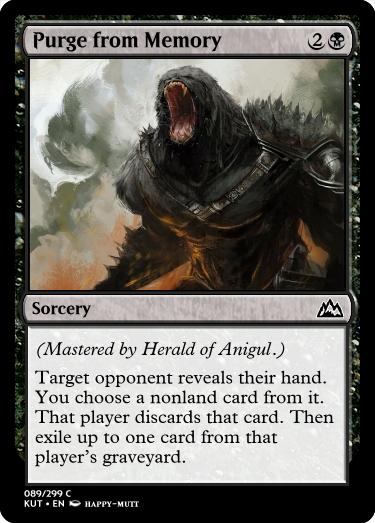 Purge from Memory 2
Sorcery
(Mastered by Herald of Anigul.)
Target opponent reveals their hand.
You choose a nonland card from it.
That player discards that card. Then
exile up to one card from that
player's graveyard.
089/299 C
KUT • EN HAPPY-MUTT